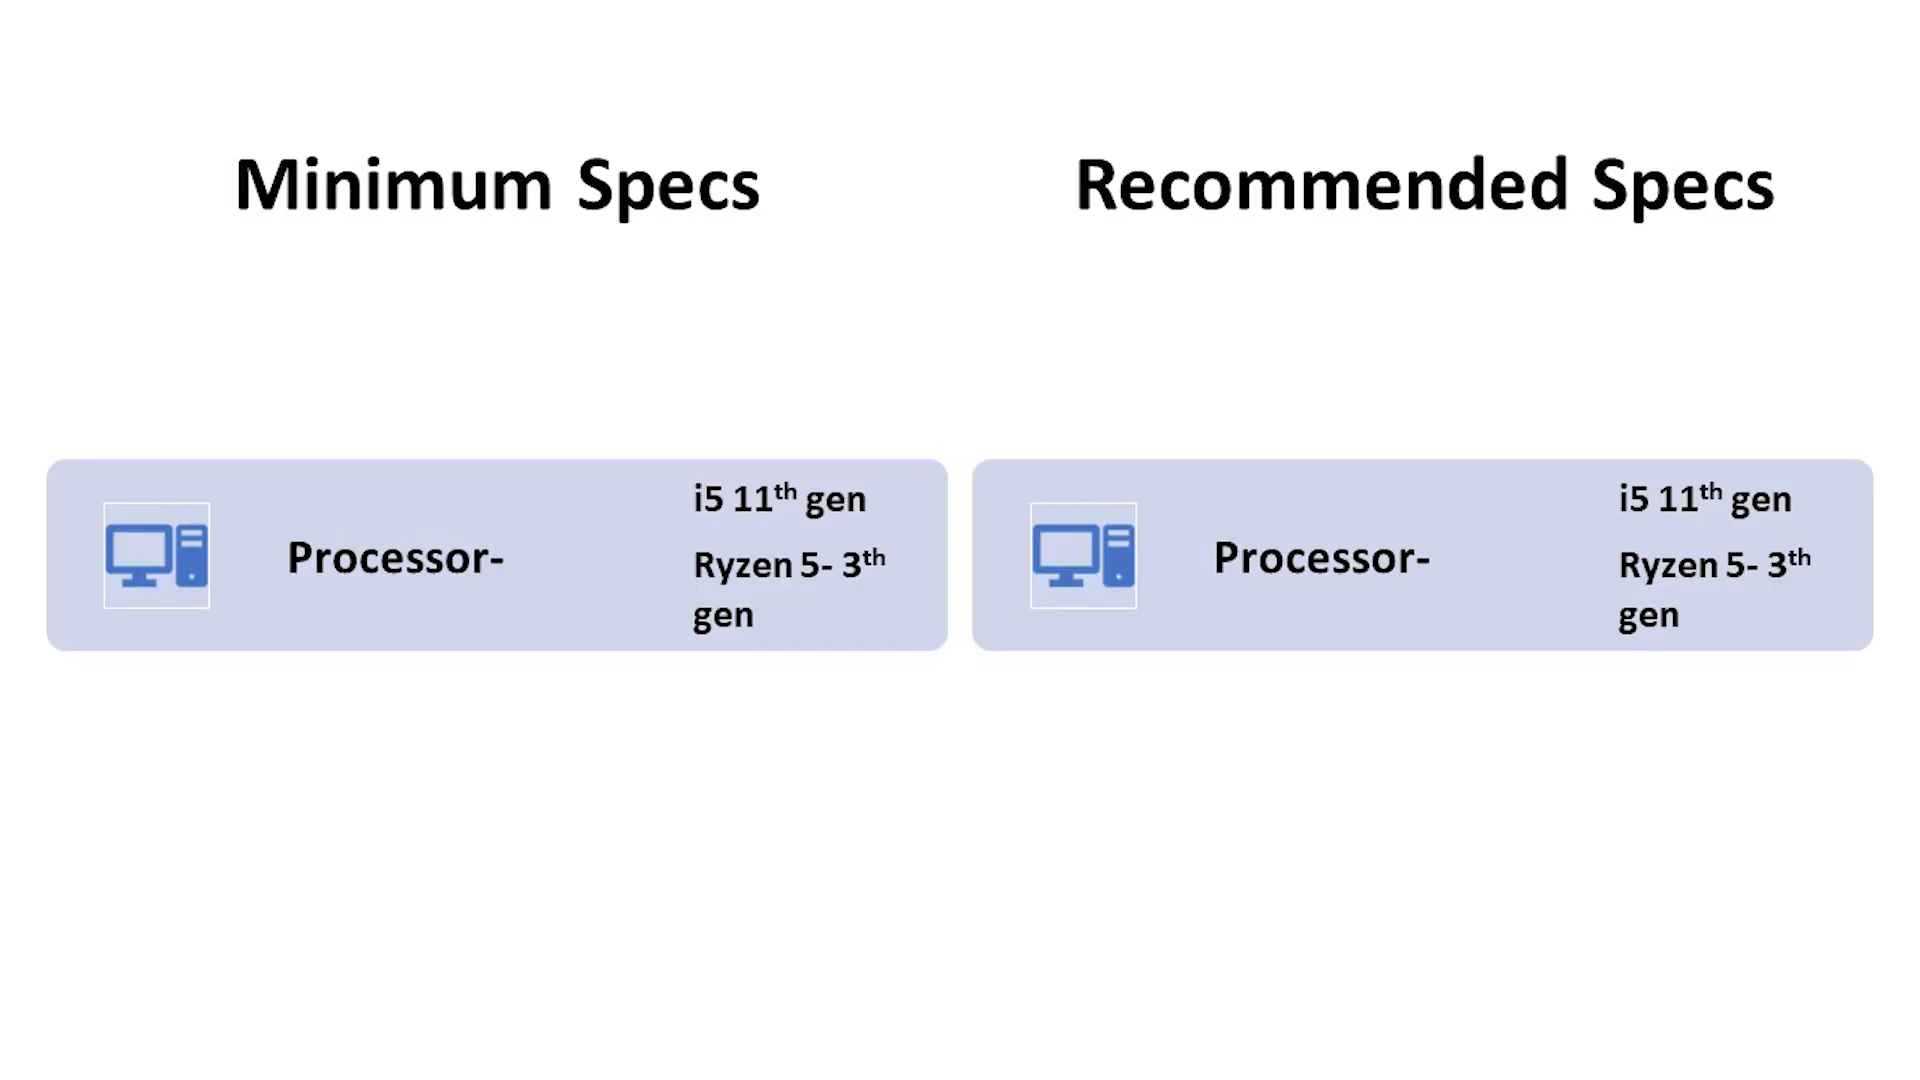 Minimum Specs
Recommended Specs
Processor-
i5 11th gen
Ryzen 5- 3th
gen
Processor-
i5 11th gen
Ryzen 5- 3th
gen